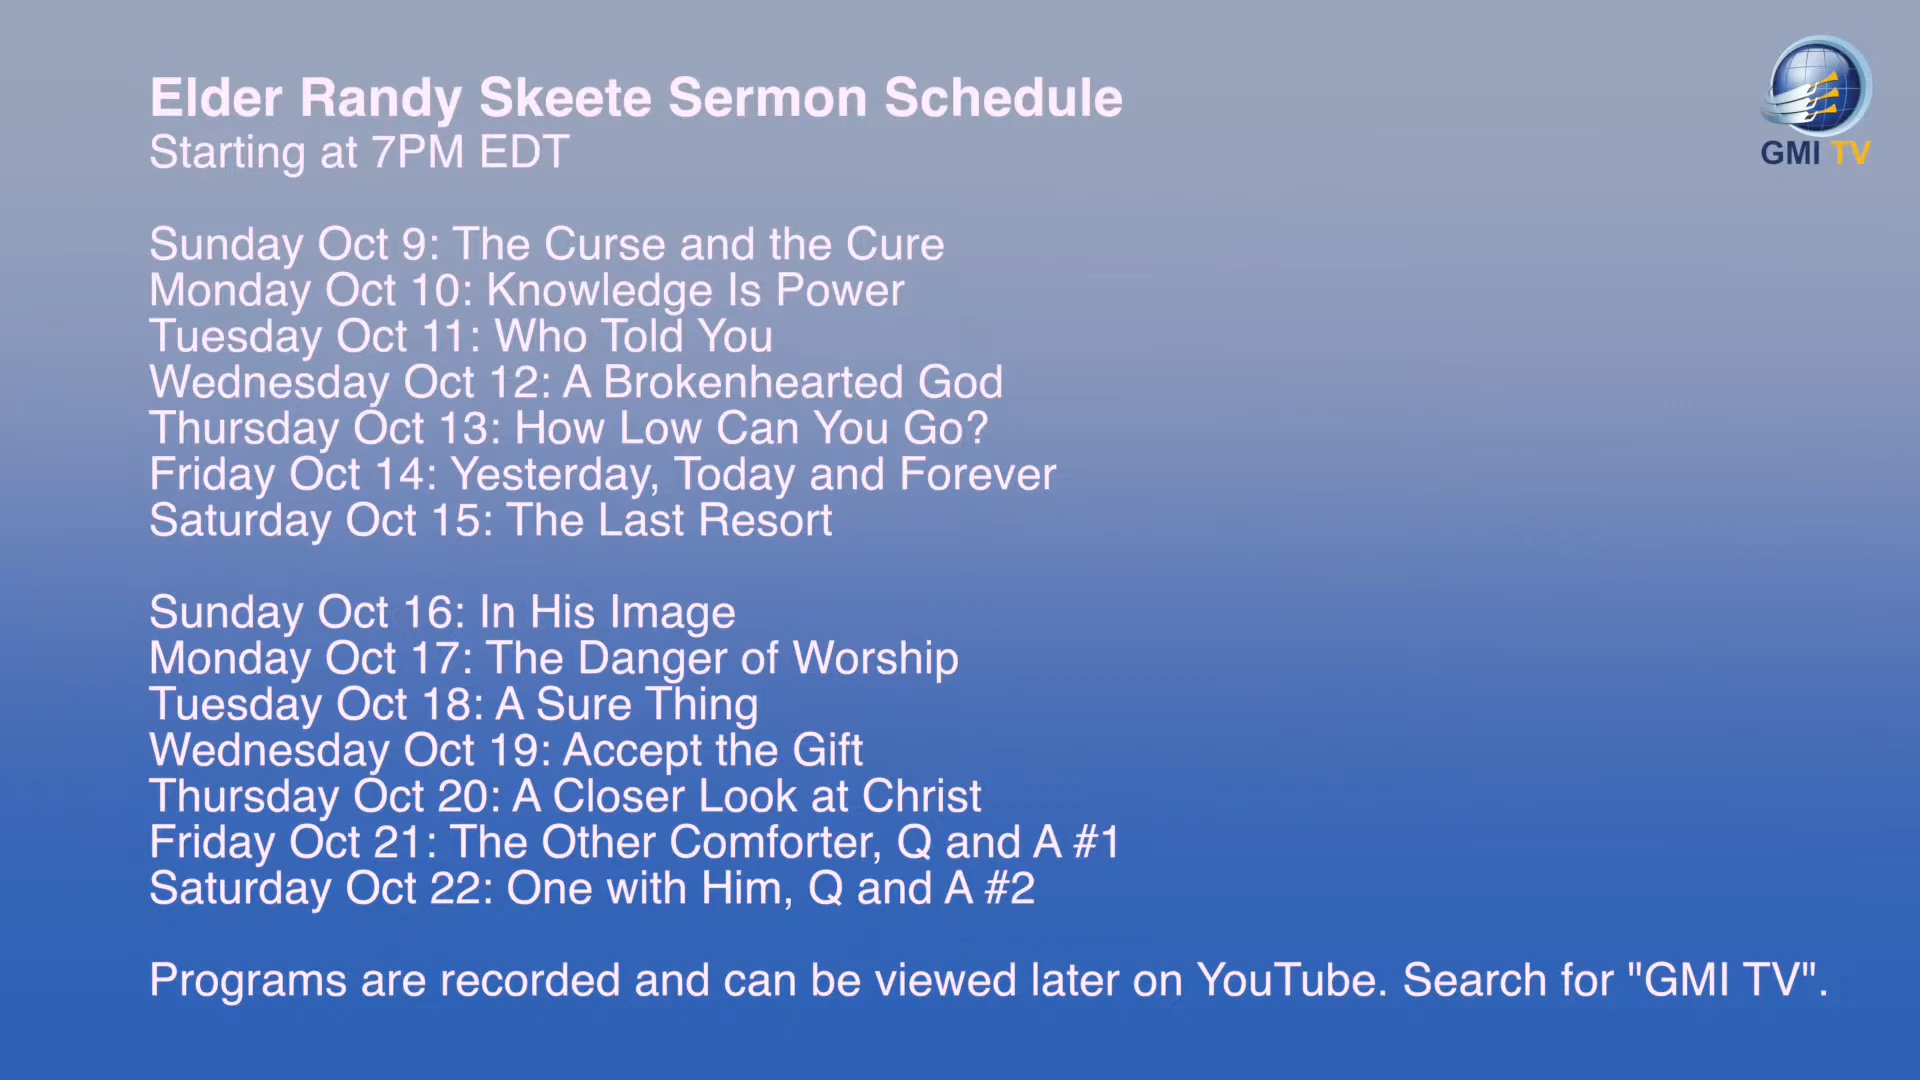 Elder Randy Skeete Sermon Schedule
Starting at 7PM EDT
GMI TV
Sunday Oct 9: The Curse and the Cure
Monday Oct 10: Knowledge Is Power
Tuesday Oct 11: Who Told You
Wednesday Oct 12: A Brokenhearted God
Thursday Oct 13: How Low Can You Go?
Friday Oct 14: Yesterday, Today and Forever
Saturday Oct 15: The Last Resort
Sunday Oct 16: In His Image
Monday Oct 17: The Danger of Worship
Tuesday Oct 18: A Sure Thing
Wednesday Oct 19: Accept the Gift
Thursday Oct 20: A Closer Look at Christ
Friday Oct 21: The Other Comforter, Q and A #1
Saturday Oct 22: One with Him, Q and A #2
Programs are recorded and can be viewed later on YouTube. Search for "GMI TV".